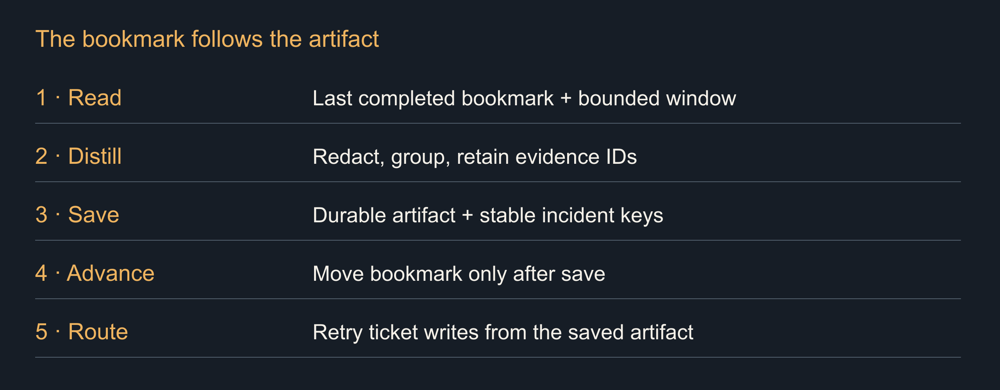 The bookmark follows the artifact
1 · Read Last completed bookmark + bounded window
2 · Distill Redact, group, retain evidence IDs
3 · Save Durable artifact + stable incident keys
4 · Advance Move bookmark only after save
5 · Route Retry ticket writes from the saved artifact